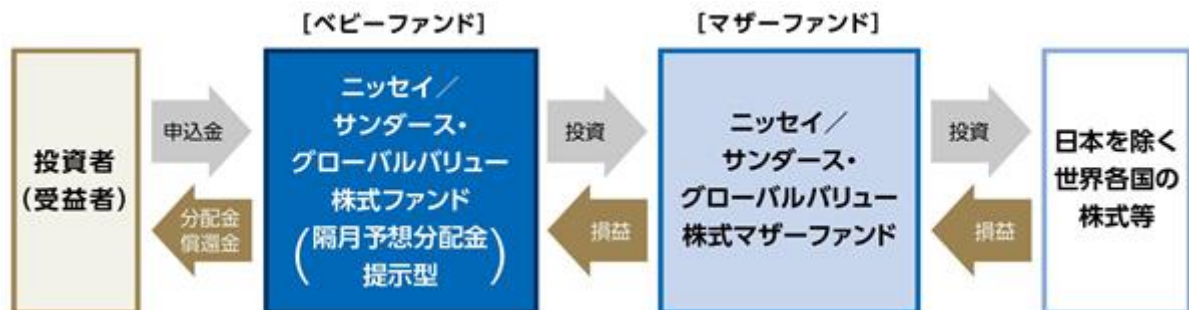 [ベビーファンド]
[マザーファンド]
投資者
(受益者)
申込金
分配金
償還金
ニッセイ／
サンダース・
グローバルバリュー
株式ファンド
(隔月予想分配金
提示型)
投資
損益
ニッセイ／
サンダース・
グローバルバリュー
株式マザーファンド
投資
損益
日本を除く
世界各国の
株式等